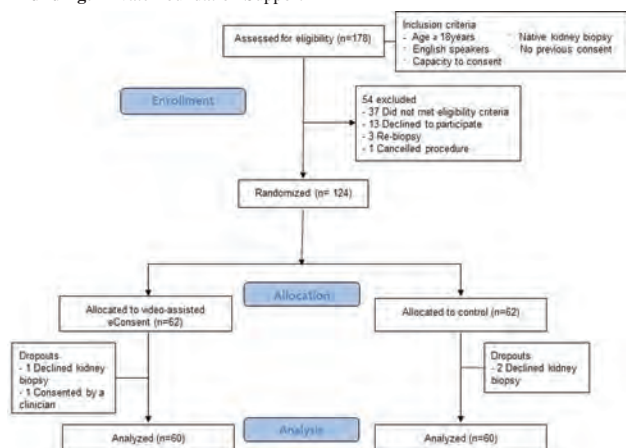 Assessed for eligibility (n=178)
Inclusion criteria
- Age ≥ 18years
- English speakers
- Capacity to consent
- Native kidney biopsy
No previous consent
Enrollment
54 excluded
- 37 Did not met eligibility criteria
- 13 Declined to participate
- 3 Re-biopsy
- 1 Cancelled procedure
Randomized (n= 124)
Allocation
Allocated to video-assisted
eConsent (n=62)
Allocated to control (n=62)
Dropouts
- 1 Declined kidney
biopsy
- 1 Consented by a
clinician
Dropouts
- 2 Declined kidney
biopsy
Analysis
Analyzed (n=60)
Analyzed (n=60)